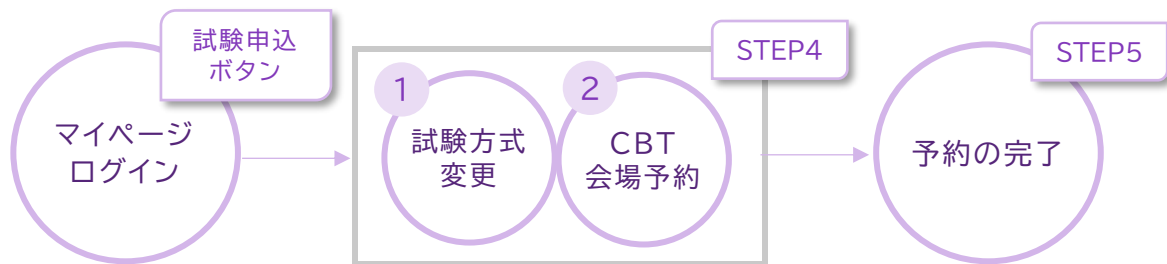 試験申込
ボタン
マイページ
ログイン
STEP4
1
試験方式
変更
2
CBT
会場予約
STEP5
予約の完了